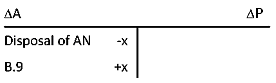 ΔA ΔP
Disposal of AN -x
B.9 +x